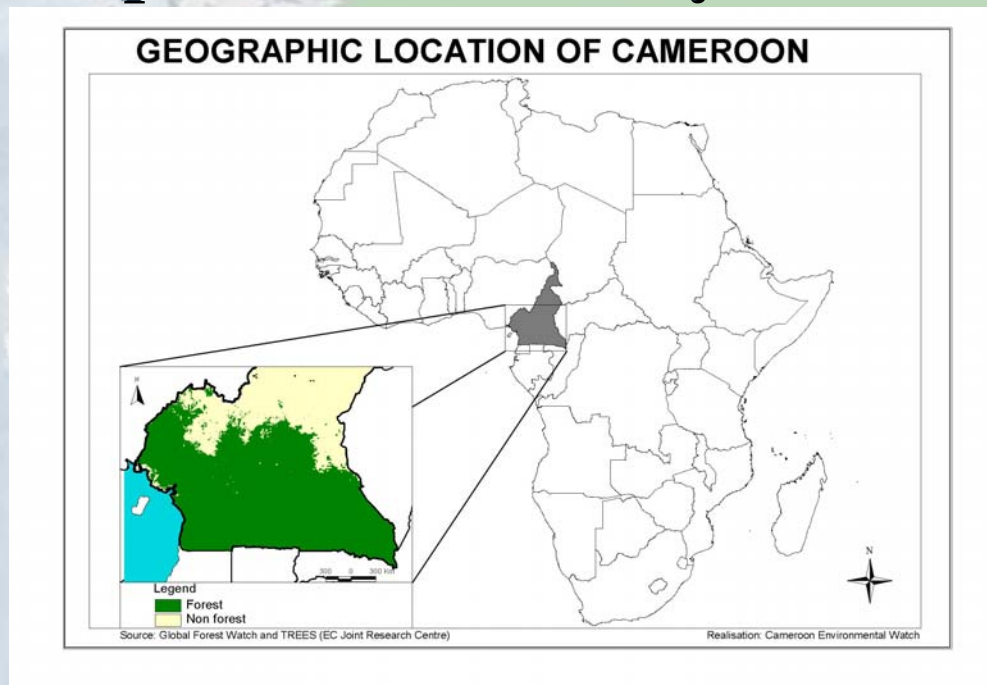 GEOGRAPHIC LOCATION OF CAMEROON
N
300 0 300 Km
Legend
Forest
Non forest
N
Source: Global Forest Watch and TREES (EC Joint Research Centre)
Realisation: Cameroon Environmental Watch